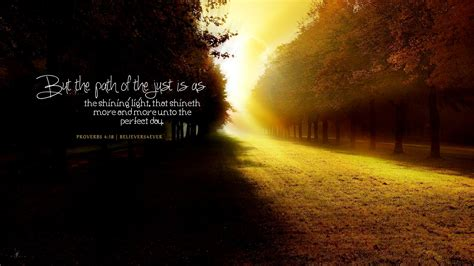 But the path of the just is as
the shining light, that shineth
more and more unto the
perfect day.
PROVERBS 4:18 | BELIEVERS4EVER